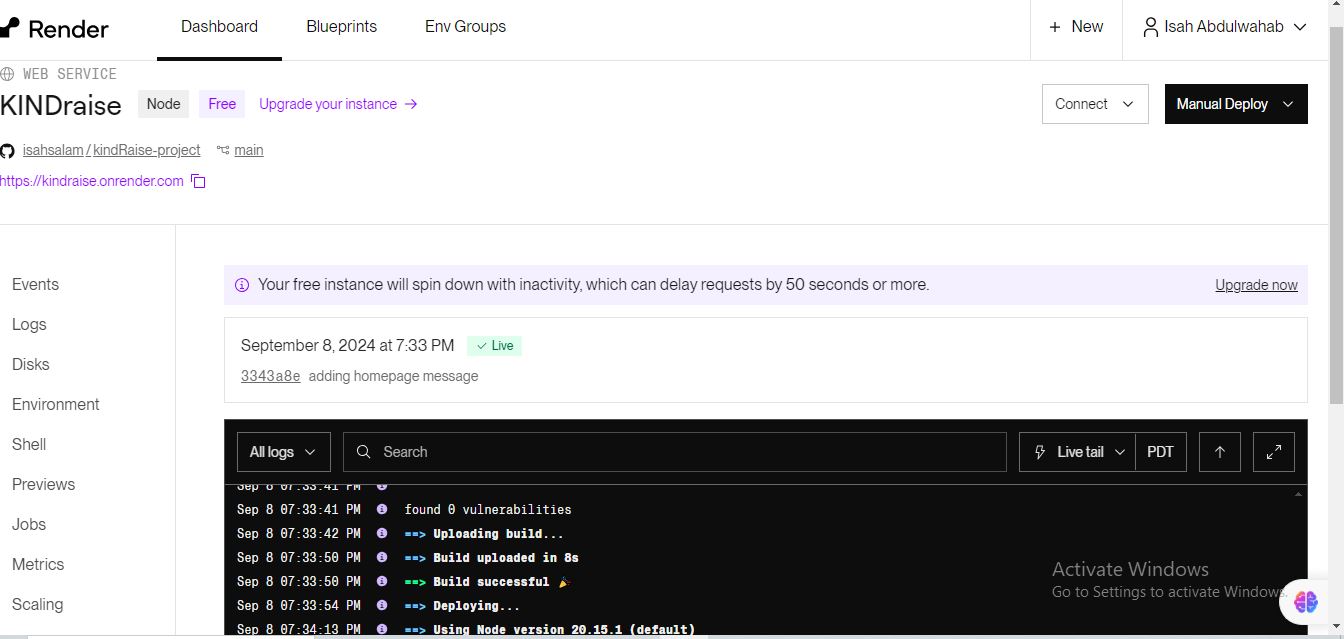 Render Dashboard Blueprints Env Groups + New Isah Abdulwahab
WEB SERVICE
KINDraise Node Free Upgrade your instance → Connect Manual Deploy
isahsalam / kindRaise-project main
https://kindraise.onrender.com
Your free instance will spin down with inactivity, which can delay requests by 50 seconds or more. Upgrade now
September 8, 2024 at 7:33 PM ✓ Live
3343a8e adding homepage message
Events
Logs
Disks
Environment
Shell
Previews
Jobs
Metrics
Scaling
All logs Search Live tail PDT
Sep 8 07:33:41 PM
Sep 8 07:33:41 PM found 0 vulnerabilities
Sep 8 07:33:42 PM ==> Uploading build...
Sep 8 07:33:50 PM ==> Build uploaded in 8s
Sep 8 07:33:50 PM ==> Build successful 🎉
Sep 8 07:33:54 PM ==> Deploying...
Sep 8 07:34:13 PM ==> Using Node version 20.15.1 (default)
Activate Windows
Go to Settings to activate Windows.